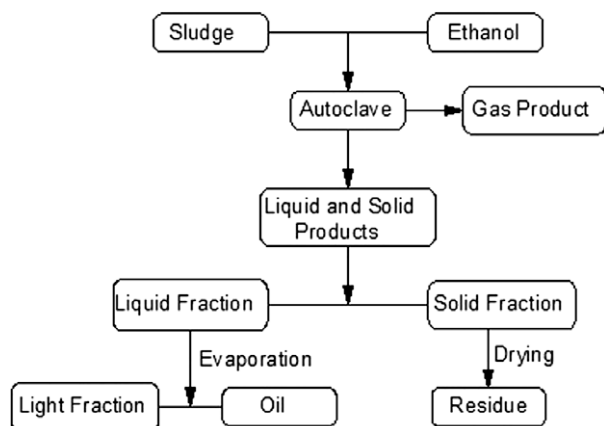 Sludge
Ethanol
Autoclave
Gas Product
Liquid and Solid
Products
Liquid Fraction
Solid Fraction
Evaporation
Drying
Light Fraction
Oil
Residue